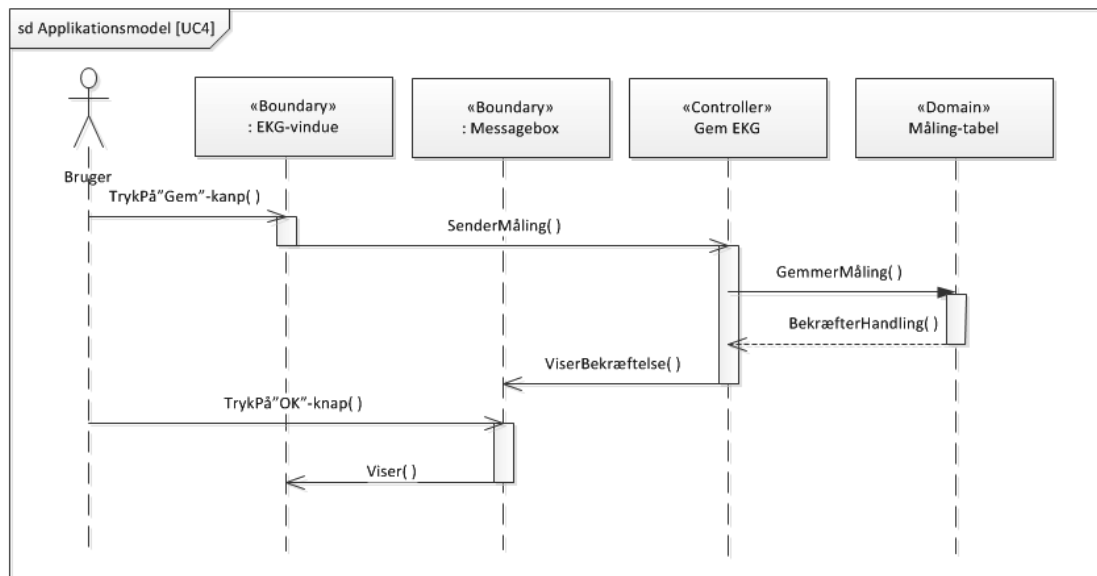 sd Applikationsmodel [UC4]
«Boundary»
: EKG-vindue
«Boundary»
: Messagebox
«Controller»
Gem EKG
«Domain»
Måling-tabel
Bruger
TrykPå”Gem”-kanp( )
SenderMåling( )
GemmerMåling( )
BekræfterHandling( )
ViserBekræftelse( )
TrykPå”OK”-knap( )
Viser( )